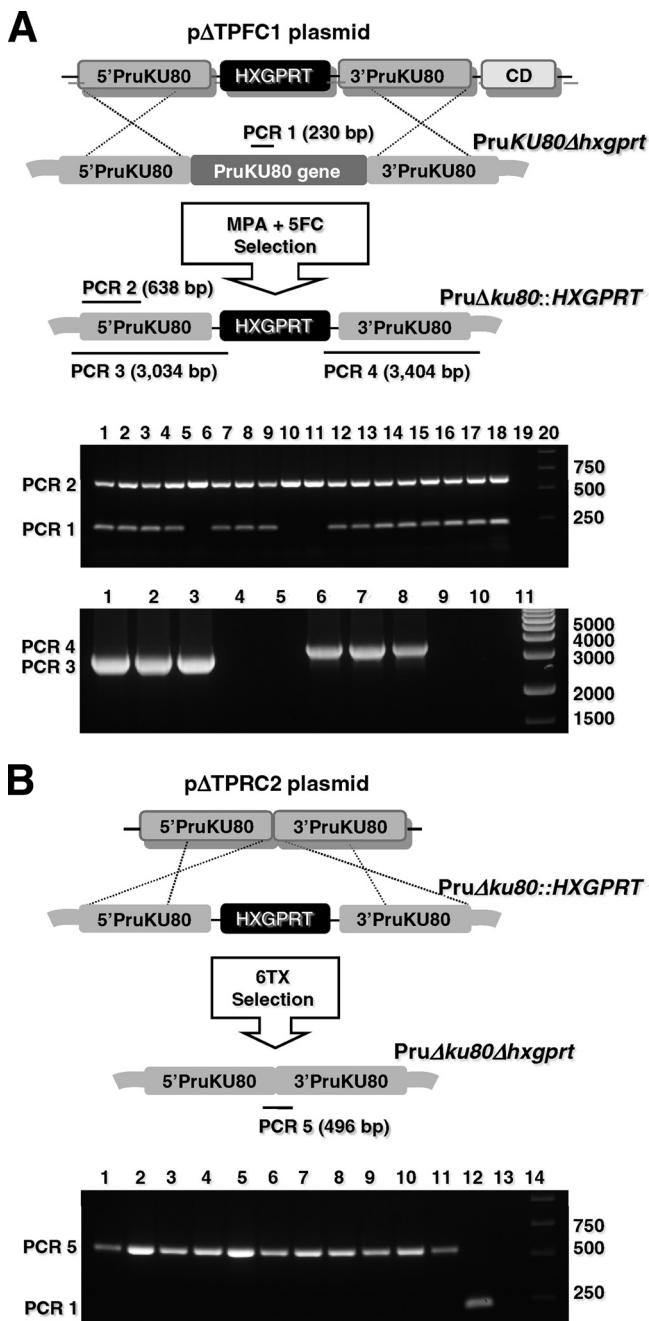 A
pΔTPFC1 plasmid
5’PruKU80 HXGPRT 3’PruKU80 CD
PCR 1 (230 bp)
PruKU80Δhxgprt
5’PruKU80 PruKU80 gene 3’PruKU80
MPA + 5FC
Selection
PCR 2 (638 bp)
PruΔku80::HXGPRT
5’PruKU80 HXGPRT 3’PruKU80
PCR 3 (3,034 bp) PCR 4 (3,404 bp)
1 2 3 4 5 6 7 8 9 10 11 12 13 14 15 16 17 18 19 20
750
PCR 2 500
250
PCR 1
1 2 3 4 5 6 7 8 9 10 11
5000
PCR 4 4000
PCR 3 3000
2000
1500
B
pΔTPRC2 plasmid
5’PruKU80 3’PruKU80
PruΔku80::HXGPRT
5’PruKU80 HXGPRT 3’PruKU80
6TX
Selection
PruΔku80Δhxgprt
5’PruKU80 3’PruKU80
PCR 5 (496 bp)
1 2 3 4 5 6 7 8 9 10 11 12 13 14
750
PCR 5 500
250
PCR 1